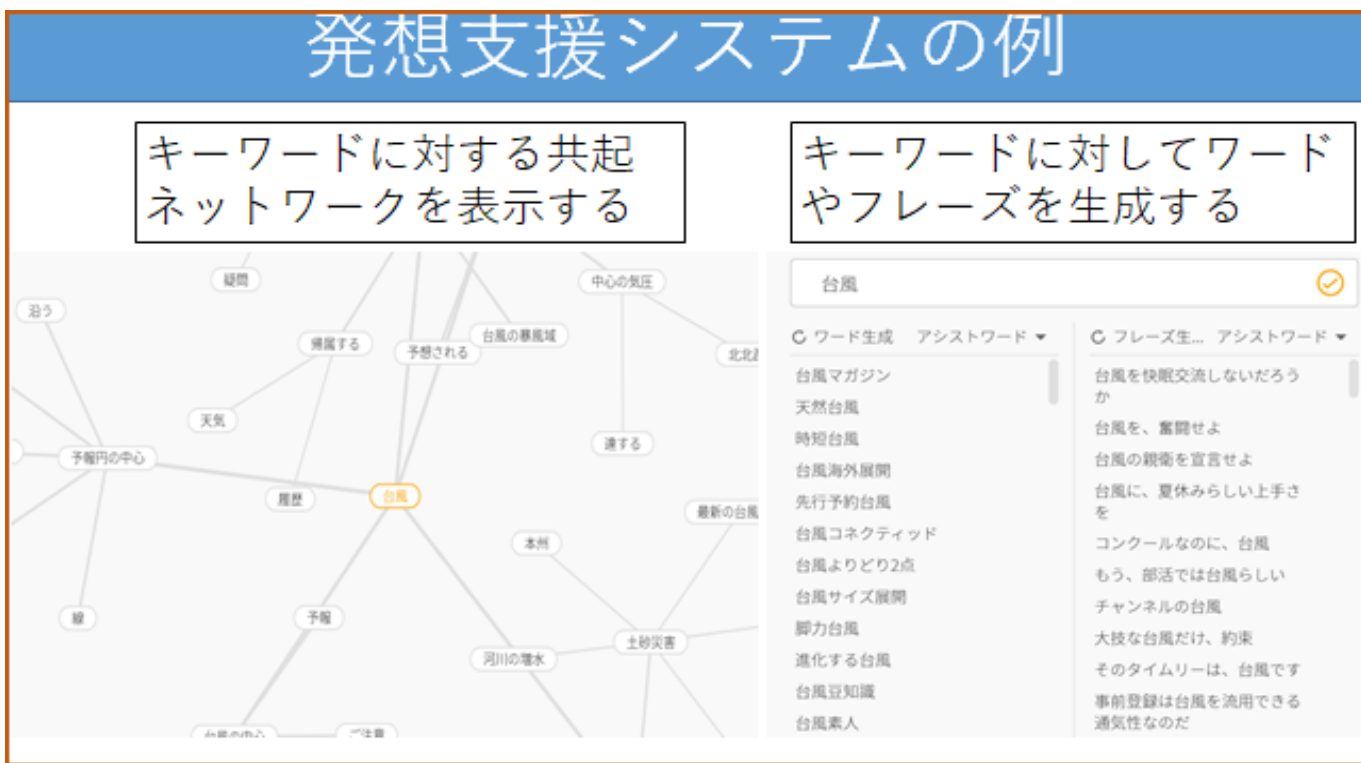 発想支援システムの例
キーワードに対する共起
ネットワークを表示する
キーワードに対してワード
やフレーズを生成する
疑問
中心の気圧
沿う
帰属する
予想される
台風の暴風域
天気
達する
予報円の中心
履歴
台風
最新の台風
本州
予報
線
土砂災害
河川の増水
台風の中心
ご注意
台風
ワード生成 アシストワード
台風マガジン
天然台風
時短台風
台風海外展開
先行予約台風
台風コネクティッド
台風よりどり2点
台風サイズ展開
脚力台風
進化する台風
台風豆知識
台風素人
フレーズ生... アシストワード
台風を快眠交流しないだろう
か
台風を、奮闘せよ
台風の親衛を宣言せよ
台風に、夏休みらしい上手さ
を
コンクールなのに、台風
もう、部活では台風らしい
チャンネルの台風
大技な台風だけ、約束
そのタイムリーは、台風です
事前登録は台風を流用できる
通気性なのだ